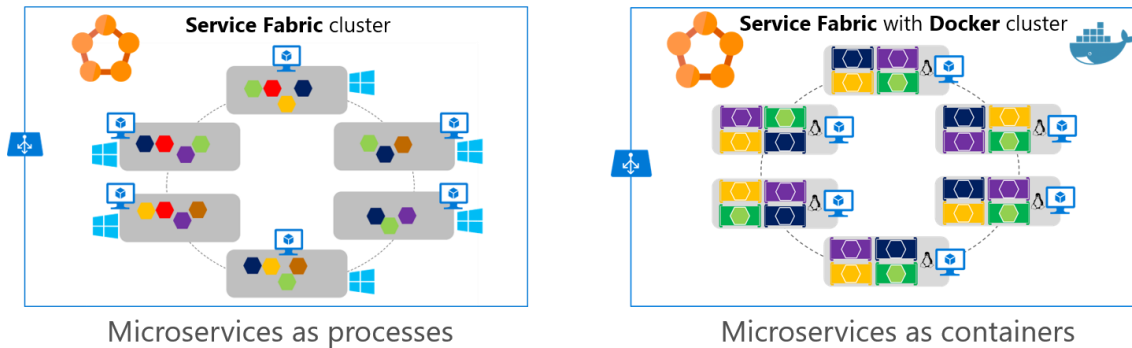 Service Fabric cluster
Service Fabric with Docker cluster
Microservices as processes
Microservices as containers